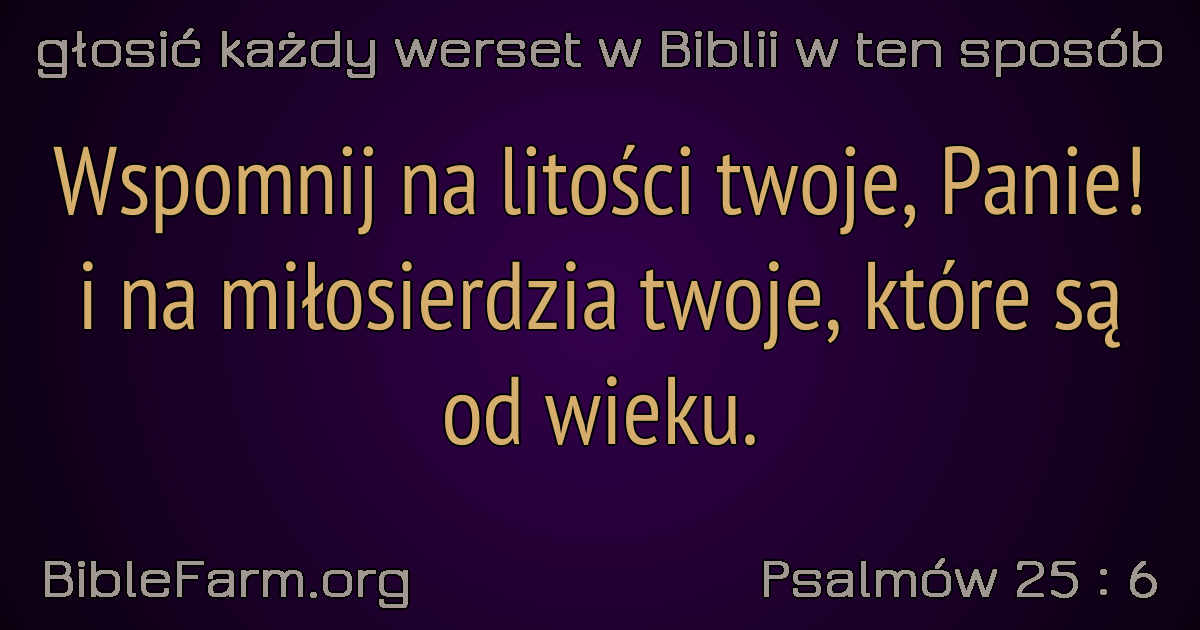 głosić każdy werset w Biblii w ten sposób
Wspomnij na litości twoje, Panie!
i na miłosierdzia twoje, które są
od wieku.
BibleFarm.org
Psalmów 25 : 6